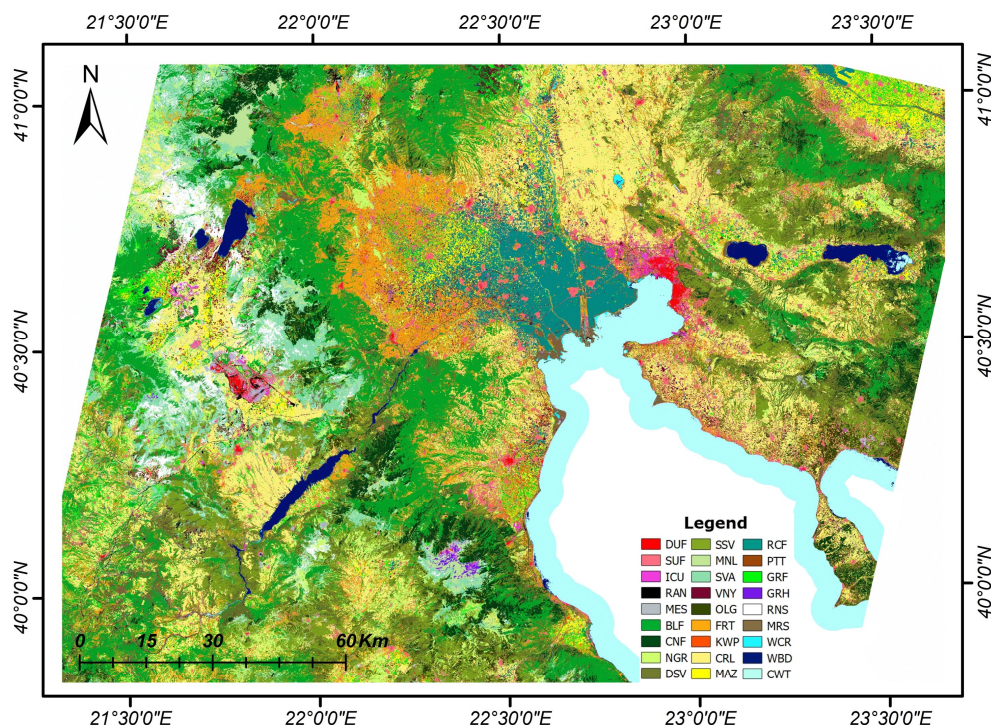 21°30'0"E 22°0'0"E 22°30'0"E 23°0'0"E 23°30'0"E
N
41°0'0"N 41°0'0"N
40°30'0"N 40°30'0"N
40°0'0"N 40°0'0"N
Legend
DUF SSV RCF
SUF MNL PTT
ICU SVA GRF
RAN VNY GRH
MES OLG RNS
BLF FRT MRS
CNF KWP WCR
NGR CRL WBD
DSV MAZ CWT
0 15 30 60 Km
21°30'0"E 22°0'0"E 22°30'0"E 23°0'0"E 23°30'0"E